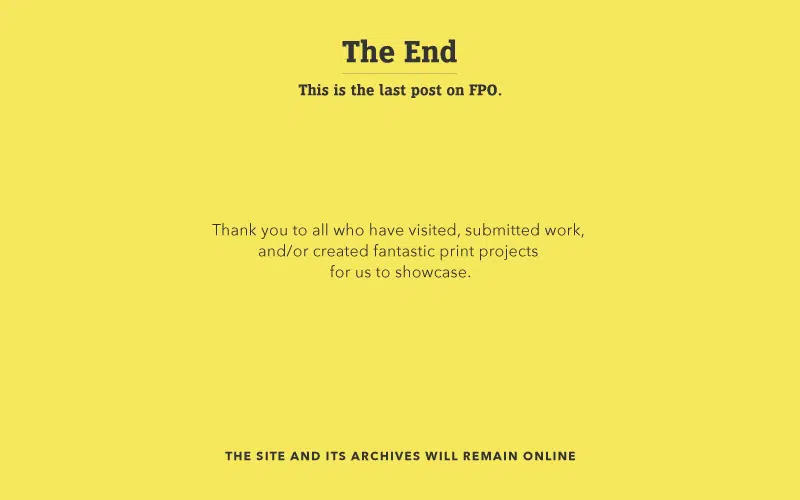 The End
This is the last post on FPO.
Thank you to all who have visited, submitted work,
and/or created fantastic print projects
for us to showcase.
THE SITE AND ITS ARCHIVES WILL REMAIN ONLINE